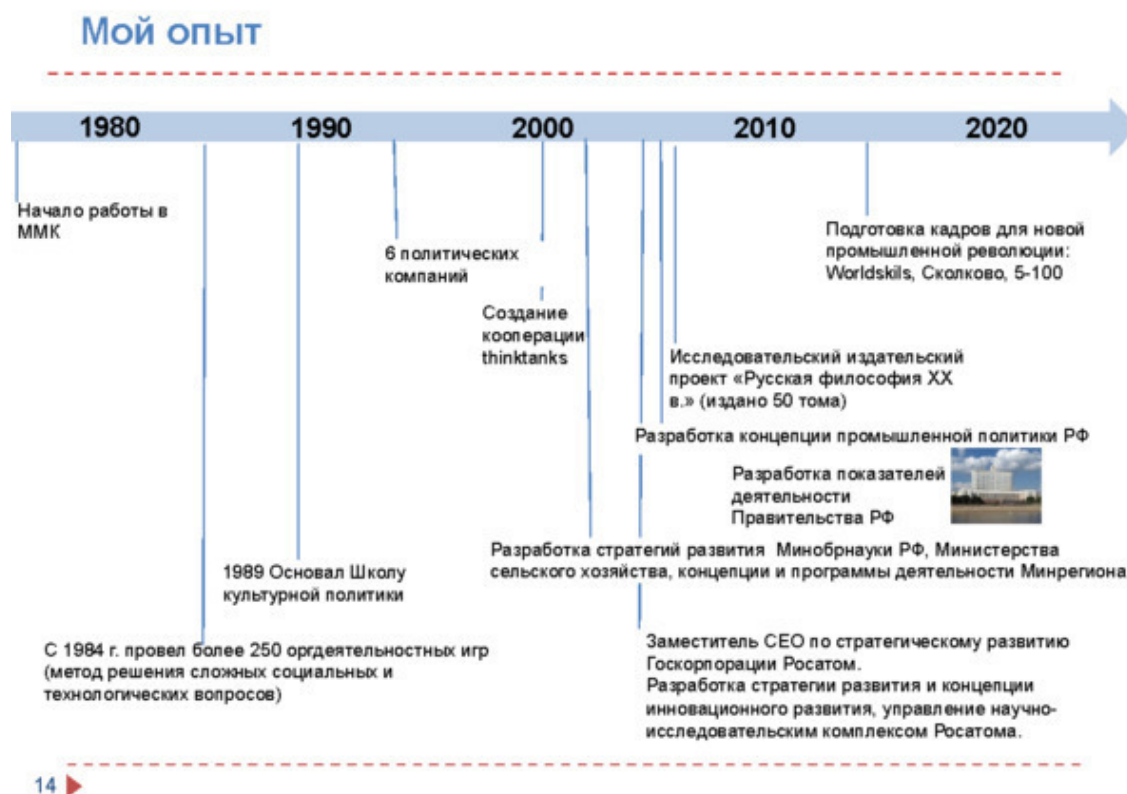 Мой опыт
1980 1990 2000 2010 2020
Начало работы в
ММК
6 политических
компаний
Создание
кооперации
thinktanks
Подготовка кадров для новой
промышленной революции:
Worldskils, Сколково, 5-100
Исследовательский издательский
проект «Русская философия XX
в.» (издано 50 тома)
Разработка концепции промышленной политики РФ
Разработка показателей
деятельности
Правительства РФ
Разработка стратегий развития Минобрнауки РФ, Министерства
сельского хозяйства, концепции и программы деятельности Минрегиона
1989 Основал Школу
культурной политики
С 1984 г. провел более 250 оргдеятельностных игр
(метод решения сложных социальных и
технологических вопросов)
Заместитель CEO по стратегическому развитию
Госкорпорации Росатом.
Разработка стратегии развития и концепции
инновационного развития, управление научно-
исследовательским комплексом Росатома.
14